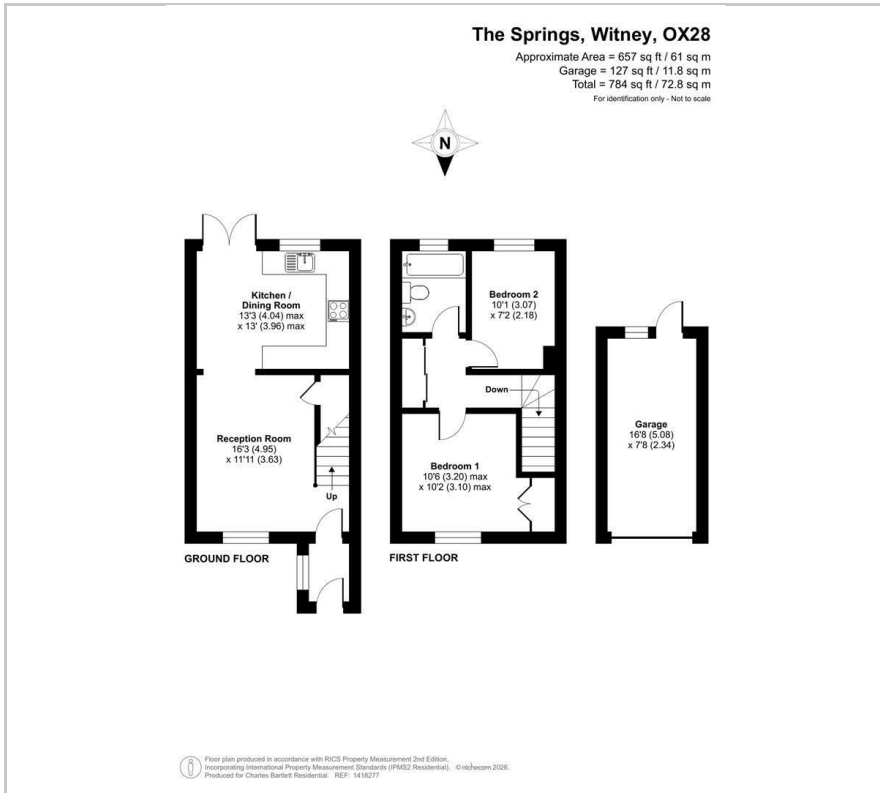 The Springs, Witney, OX28
Approximate Area = 657 sq ft / 61 sq m
Garage = 127 sq ft / 11.8 sq m
Total = 784 sq ft / 72.8 sq m
For identification only - Not to scale
N
Kitchen /
Dining Room
13'3 (4.04) max
x 13' (3.96) max
Reception Room
16'3 (4.95)
x 11'11 (3.63)
Up
GROUND FLOOR
Bedroom 2
10'1 (3.07)
x 7'2 (2.18)
Down
Bedroom 1
10'6 (3.20) max
x 10'2 (3.10) max
FIRST FLOOR
Garage
16'8 (5.08)
x 7'8 (2.34)
Floor plan produced in accordance with RICS Property Measurement 2nd Edition,
Incorporating International Property Measurement Standards (IPMS2 Residential). © nichecom 2026.
Produced for Charles Bartlett Residential. REF: 1418277